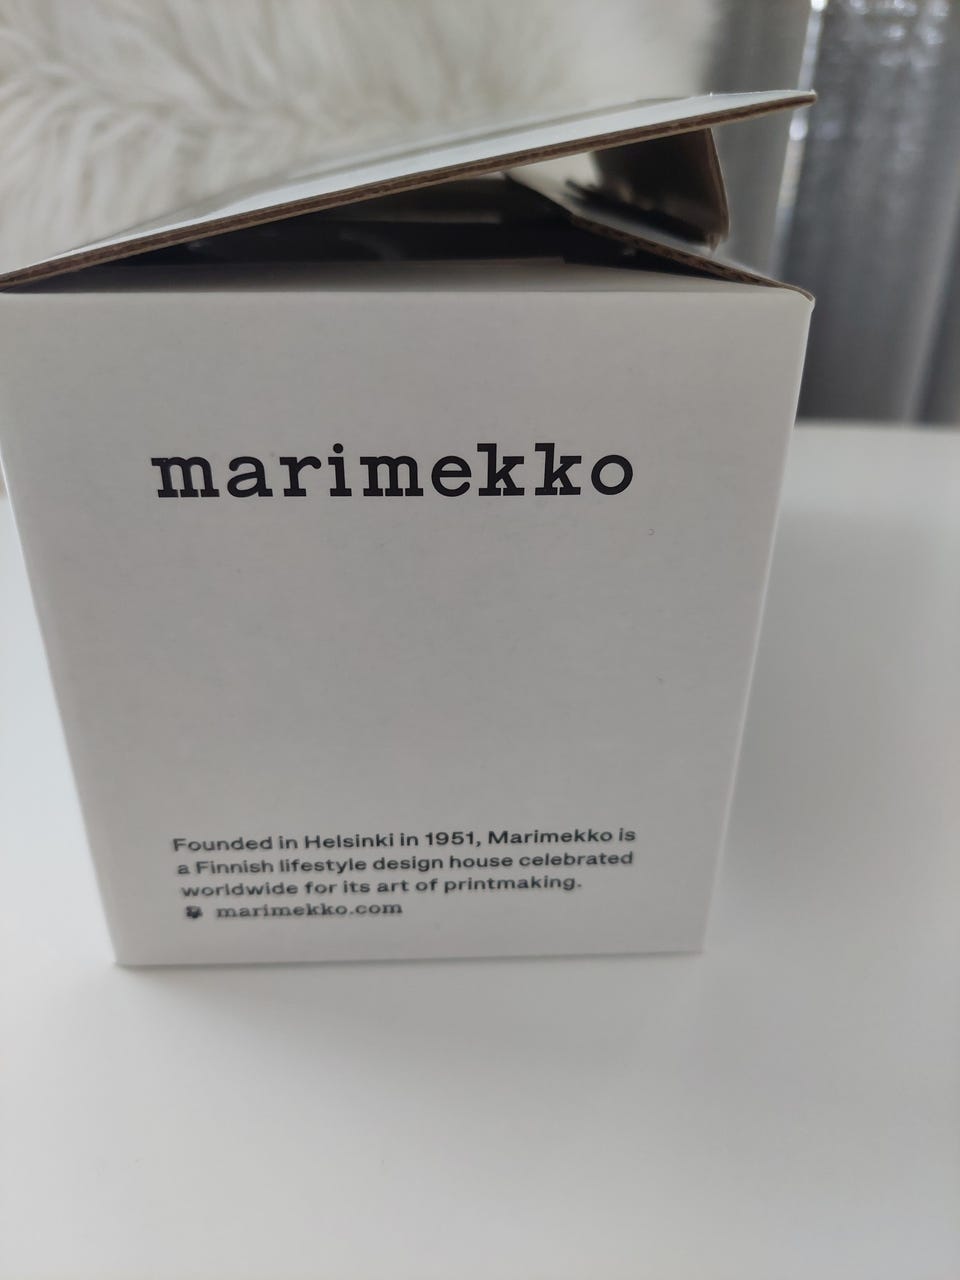 marimekko
Founded in Helsinki in 1951, Marimekko is
a Finnish lifestyle design house celebrated
worldwide for its art of printmaking.
marimekko.com